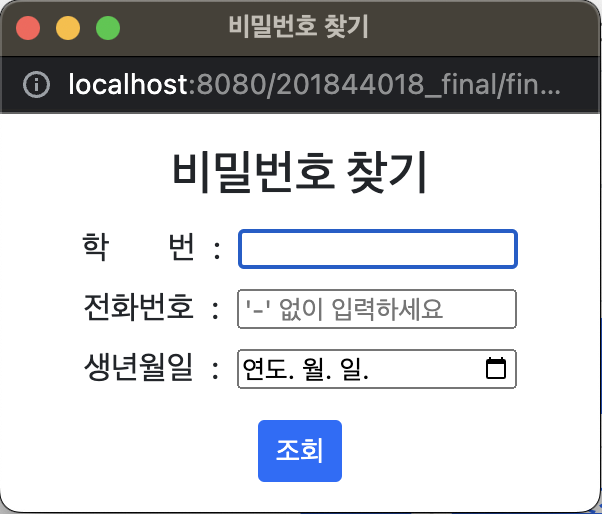 비밀번호 찾기
localhost:8080/201844018_final/fin...
비밀번호 찾기
학 번 :
전화번호 : '-' 없이 입력하세요
생년월일 : 연도. 월. 일.
조회